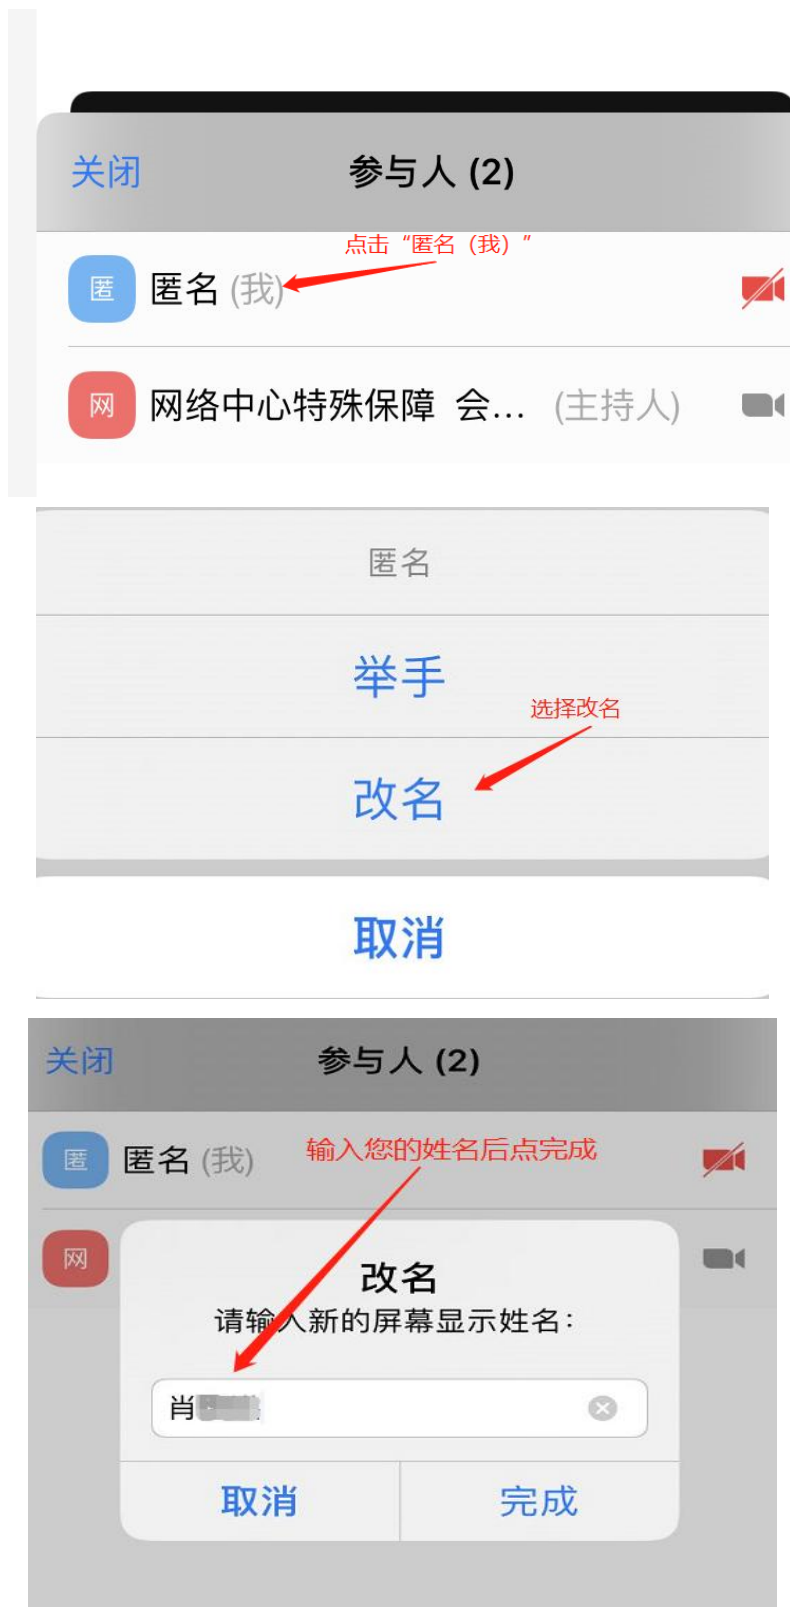 关闭 参与人 (2)
点击“匿名（我）”
匿 匿名 (我)
网 网络中心特殊保障 会... (主持人)
匿名
举手
选择改名
改名
取消
关闭 参与人 (2)
匿 匿名 (我) 输入您的姓名后点完成
网
改名
请输入新的屏幕显示姓名：
肖
取消 完成